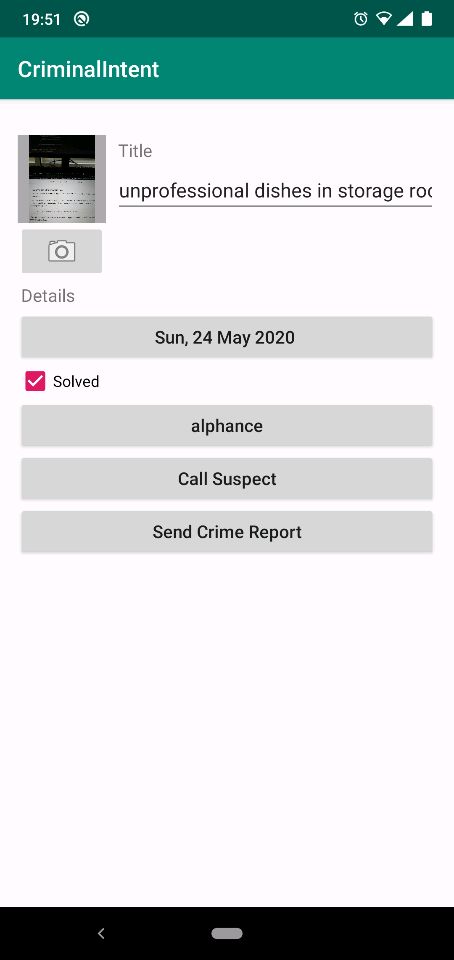 19:51
CriminalIntent
Title
unprofessional dishes in storage roo
Details
Sun, 24 May 2020
Solved
alphance
Call Suspect
Send Crime Report